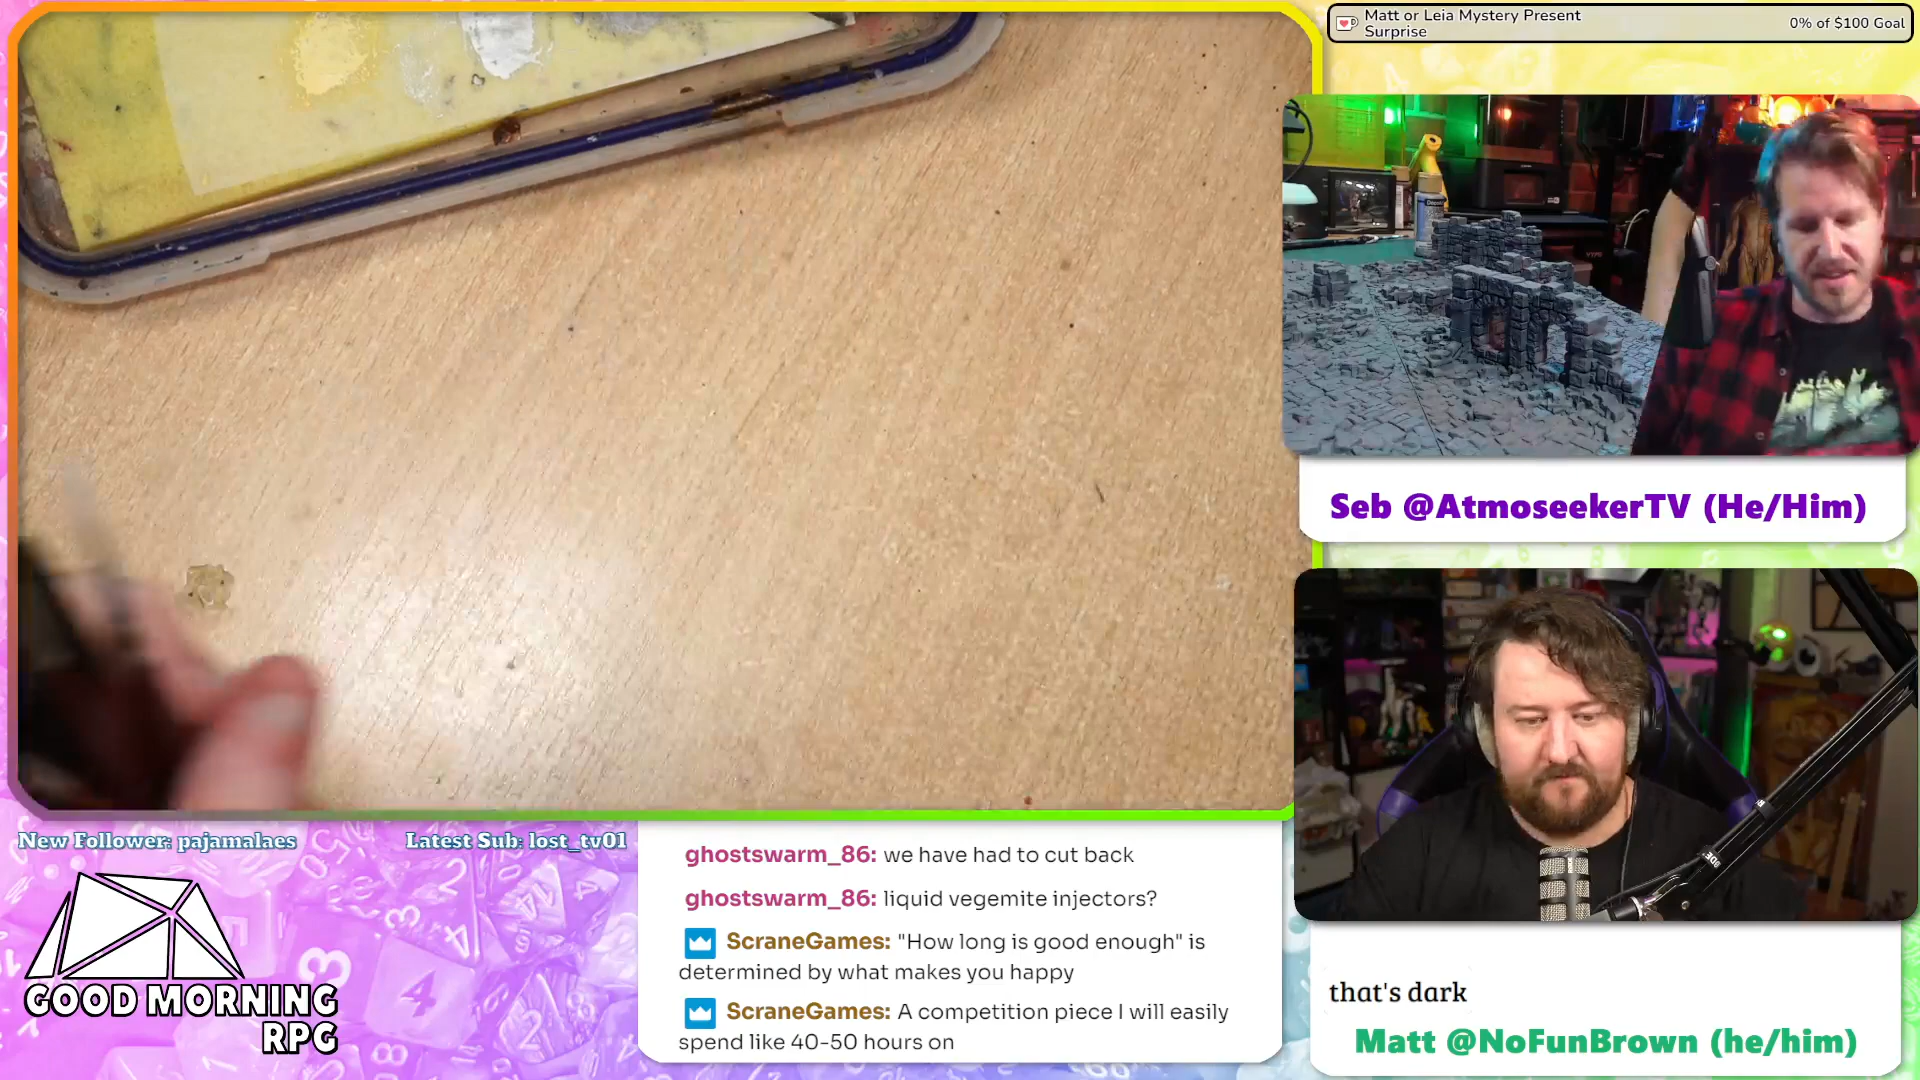 Matt or Leia Mystery Present
Surprise
0% of $100 Goal
Seb @AtmoseekerTV (He/Him)
New Follower: pajamalaes
Latest Sub: lost_tv01
ghostswarm_86: we have had to cut back
ghostswarm_86: liquid vegemite injectors?
ScraneGames: "How long is good enough" is
determined by what makes you happy
ScraneGames: A competition piece I will easily
spend like 40-50 hours on
GOOD MORNING
RPG
that's dark
Matt @NoFunBrown (he/him)